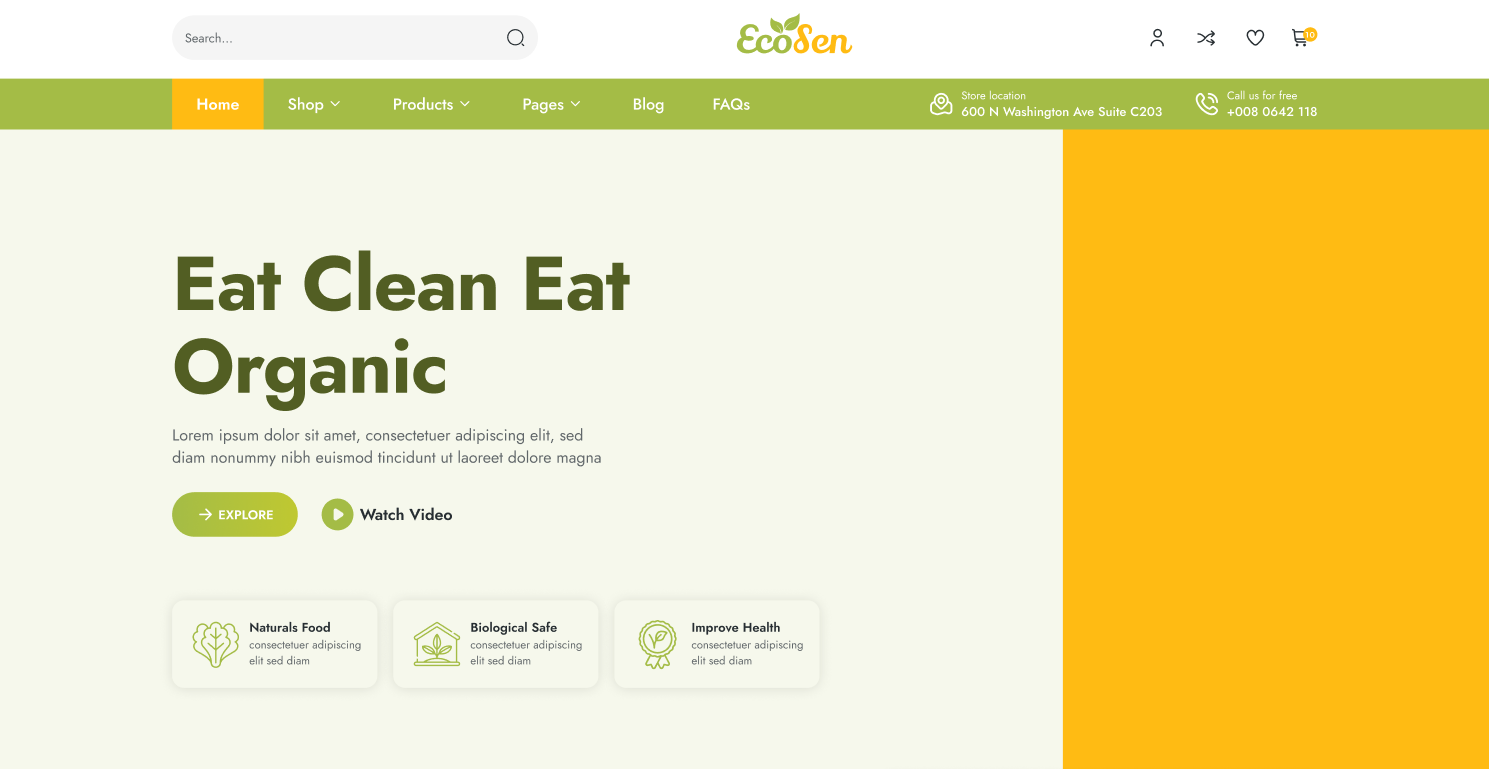 Search...
EcoSen
10
Home
Shop
Products
Pages
Blog
FAQs
Store location
600 N Washington Ave Suite C203
Call us for free
+008 0642 118
Eat Clean Eat
Organic
Lorem ipsum dolor sit amet, consectetuer adipiscing elit, sed
diam nonummy nibh euismod tincidunt ut laoreet dolore magna
EXPLORE
Watch Video
Naturals Food
consectetuer adipiscing
elit sed diam
Biological Safe
consectetuer adipiscing
elit sed diam
Improve Health
consectetuer adipiscing
elit sed diam